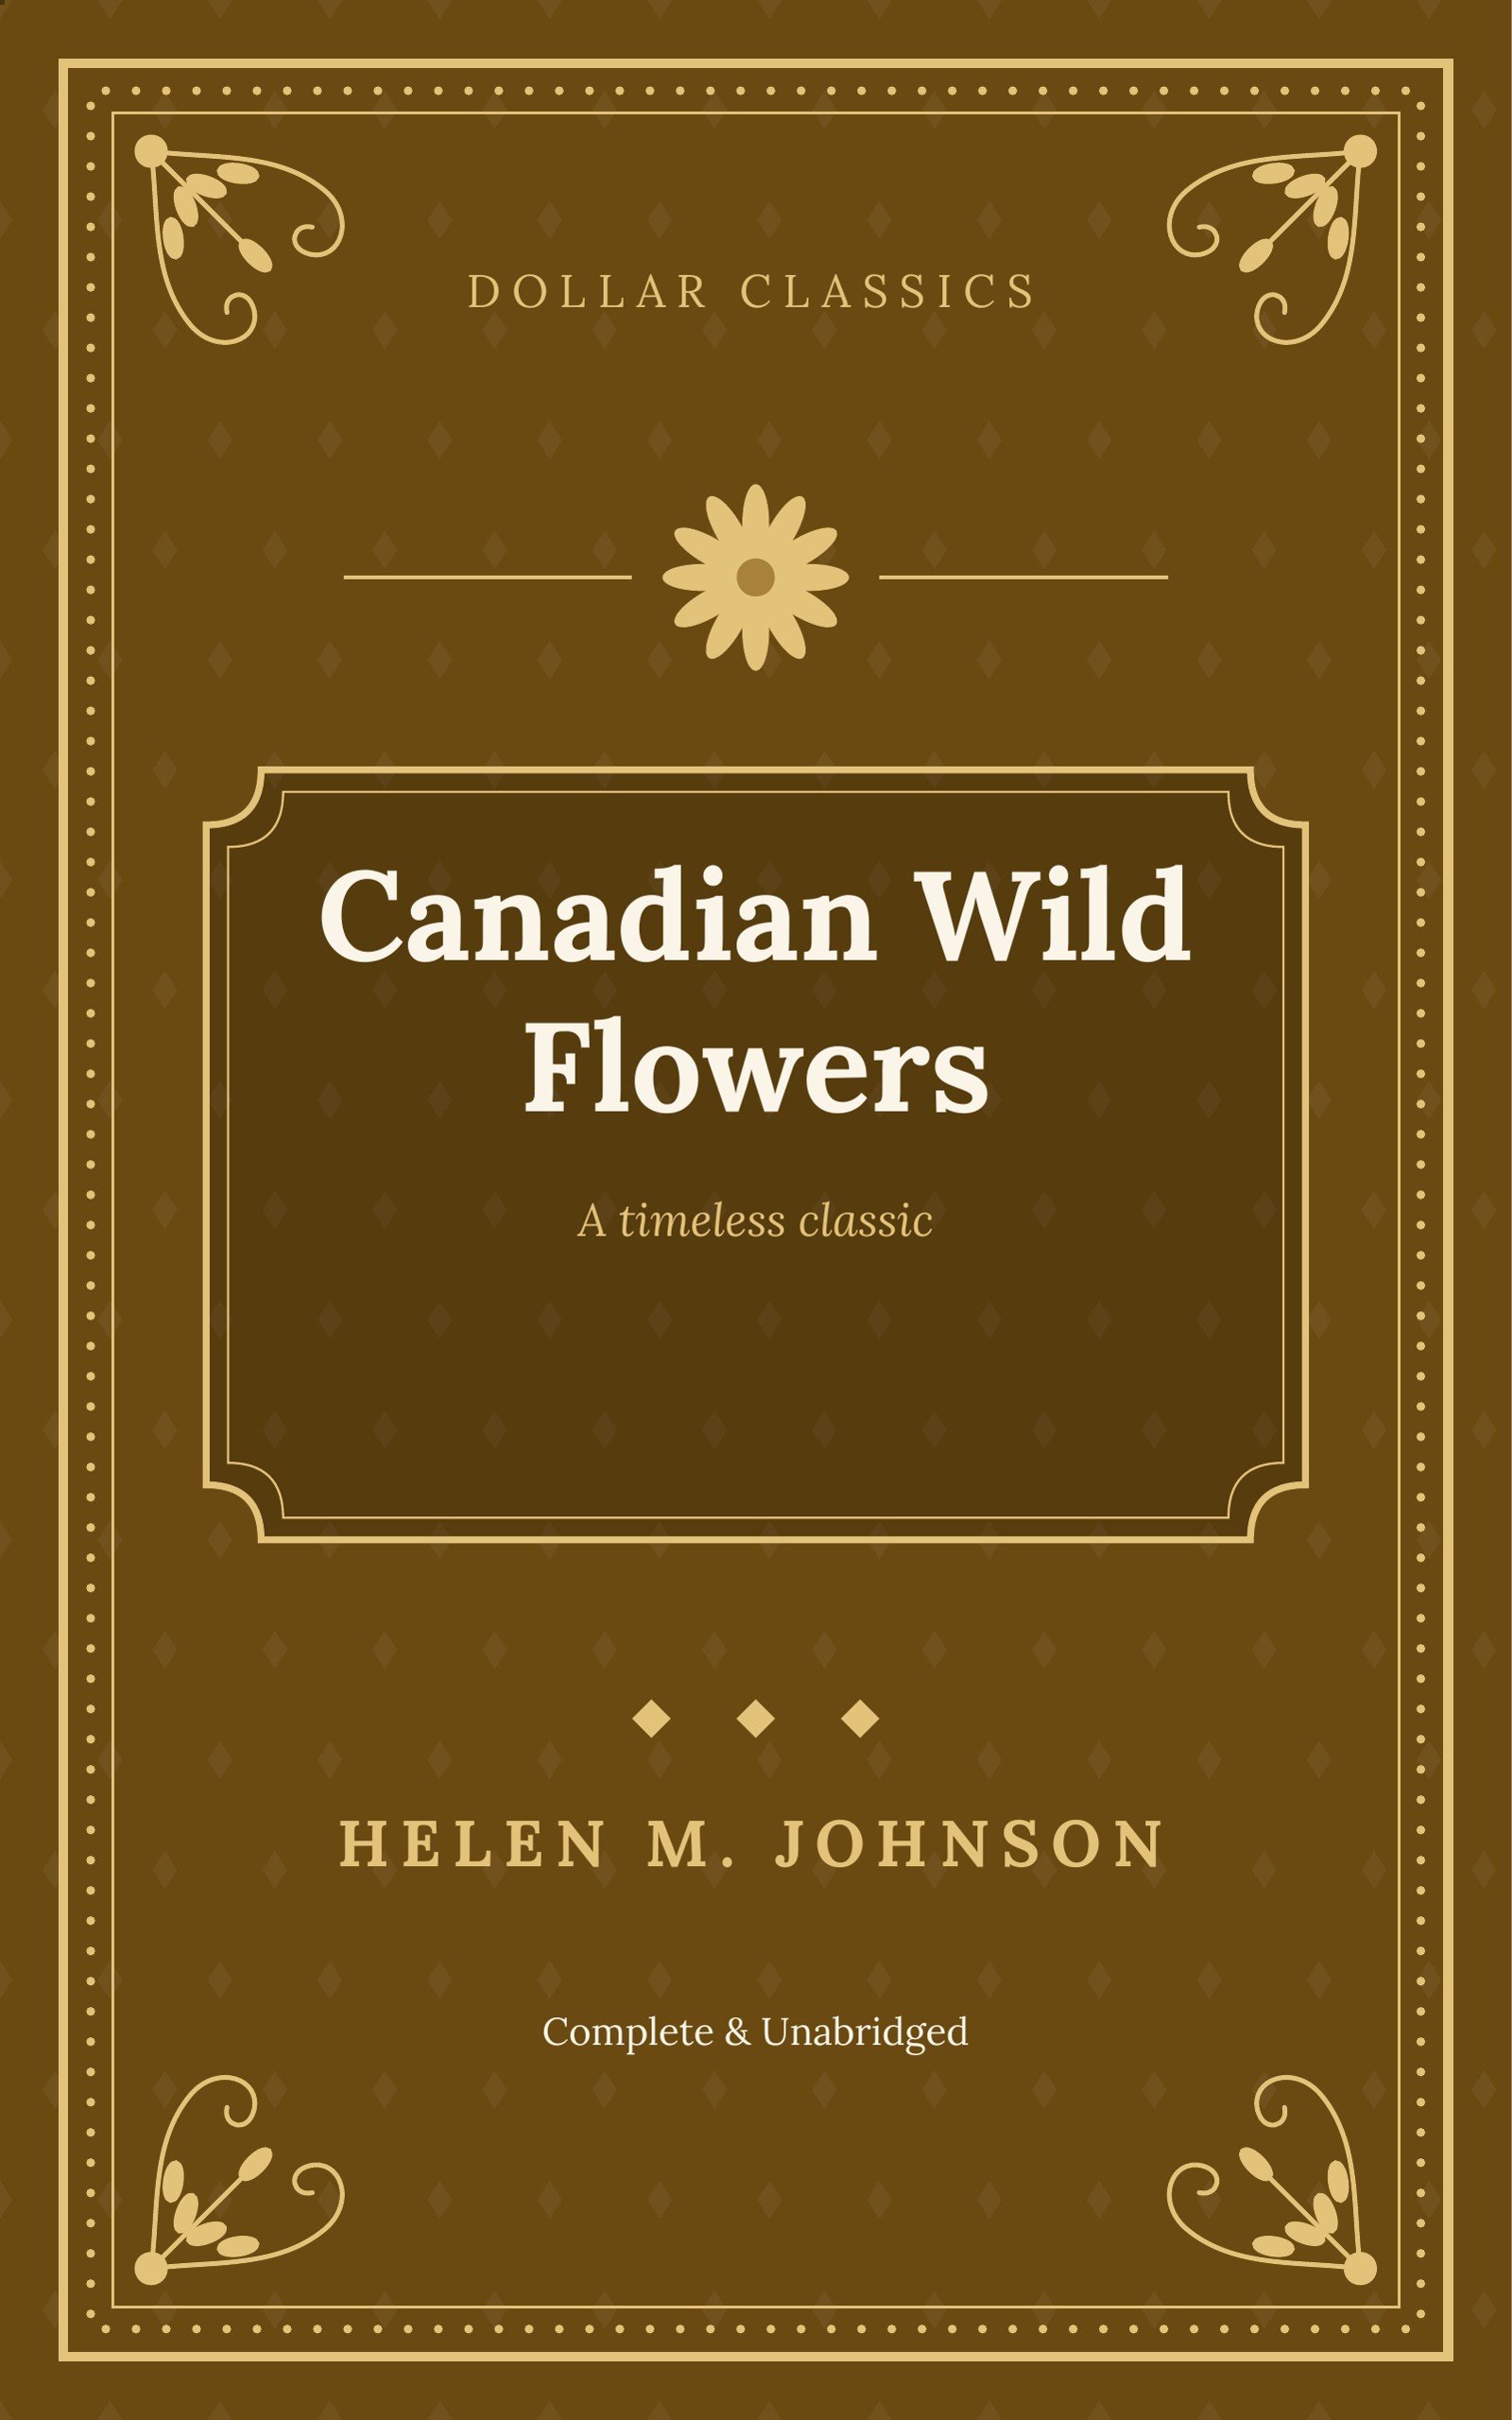 DOLLAR CLASSICS
Canadian Wild
Flowers
A timeless classic
HELEN M. JOHNSON
Complete & Unabridged